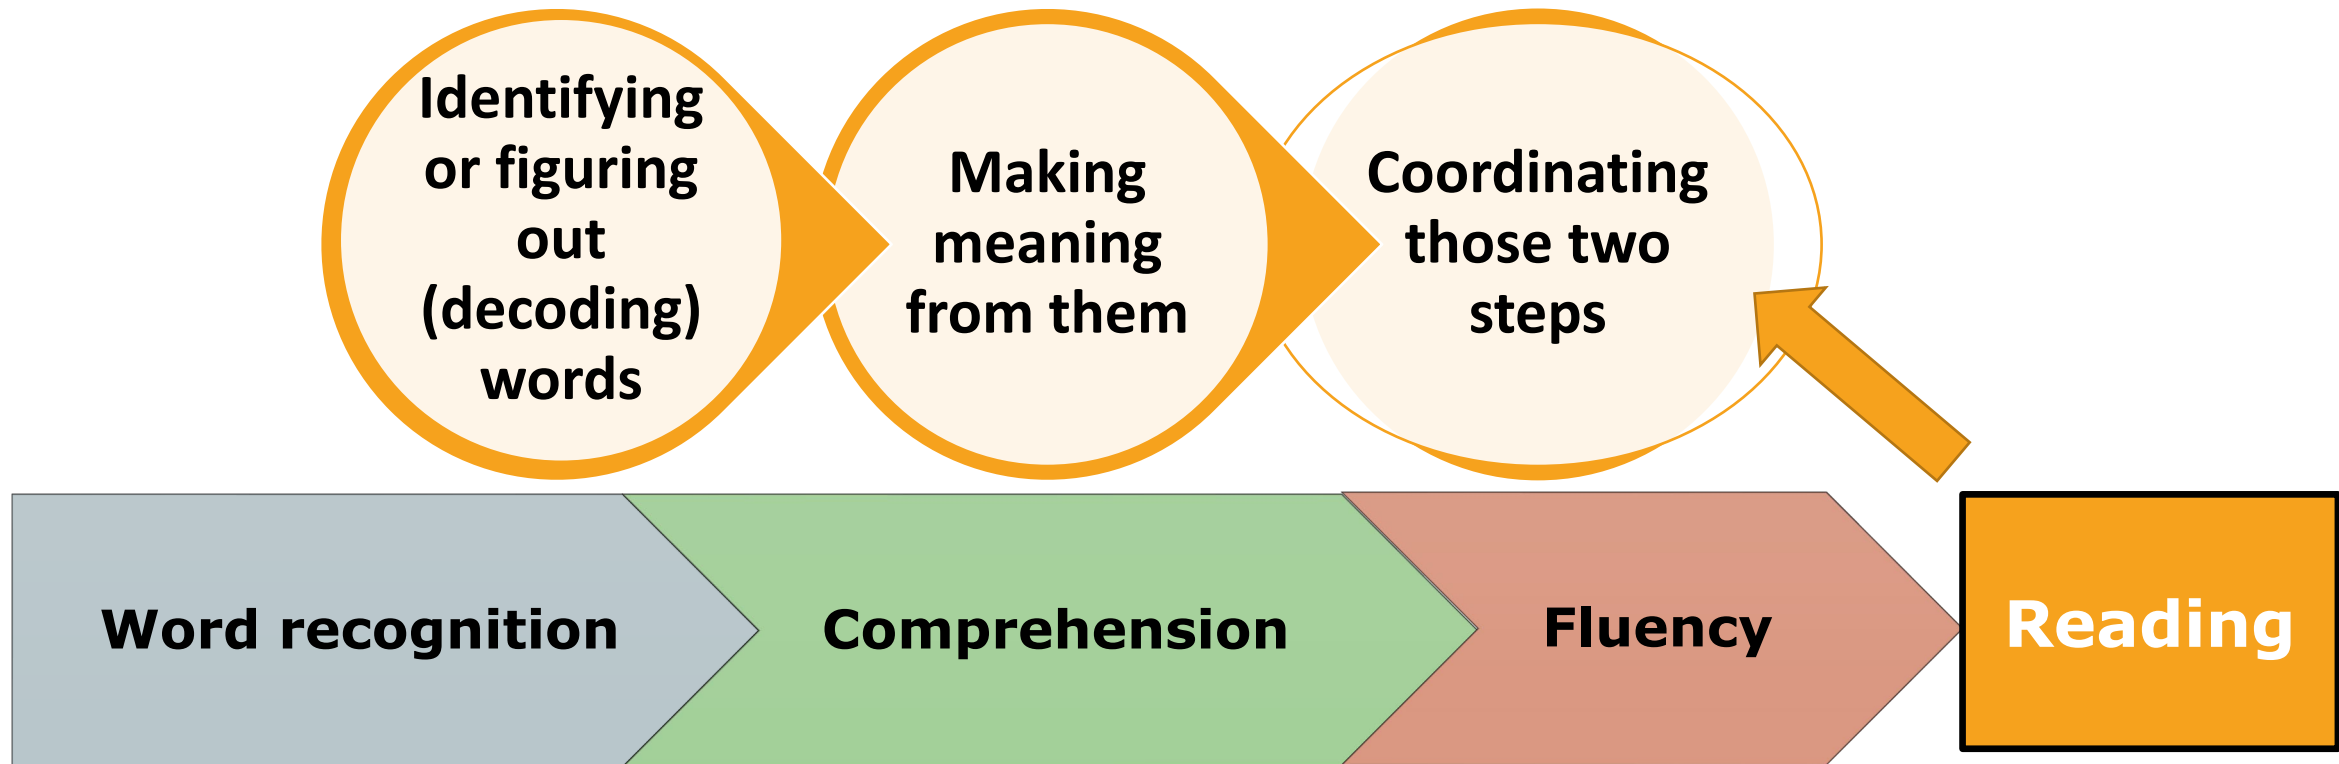 Identifying
or figuring
out
(decoding)
words
Making
meaning
from them
Coordinating
those two
steps
Word recognition
Comprehension
Fluency
Reading